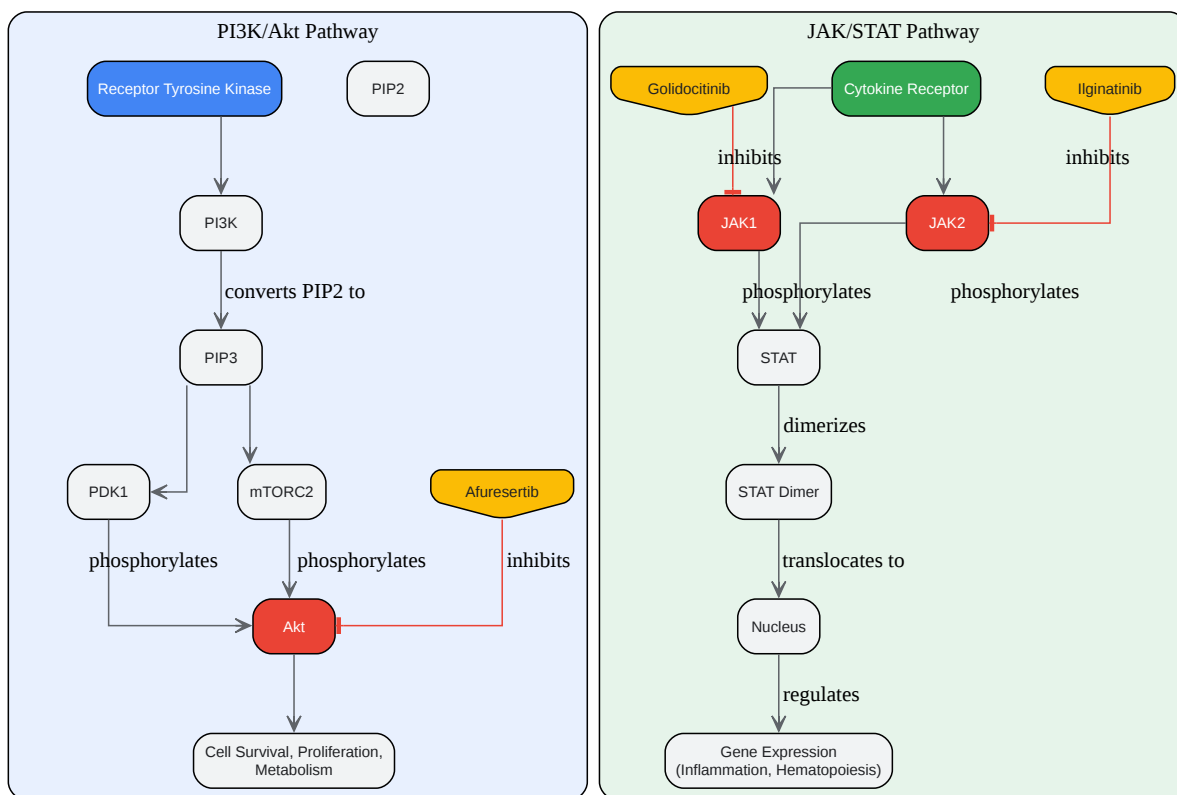 PI3K/Akt Pathway
Receptor Tyrosine Kinase
PIP2
PI3K
converts PIP2 to
PIP3
PDK1
mTORC2
Afuresertib
phosphorylates
phosphorylates
inhibits
Akt
Cell Survival, Proliferation,
Metabolism
JAK/STAT Pathway
Golidocitinib
Cytokine Receptor
Ilginatinib
inhibits
inhibits
JAK1
JAK2
phosphorylates
phosphorylates
STAT
dimerizes
STAT Dimer
translocates to
Nucleus
regulates
Gene Expression
(Inflammation, Hematopoiesis)